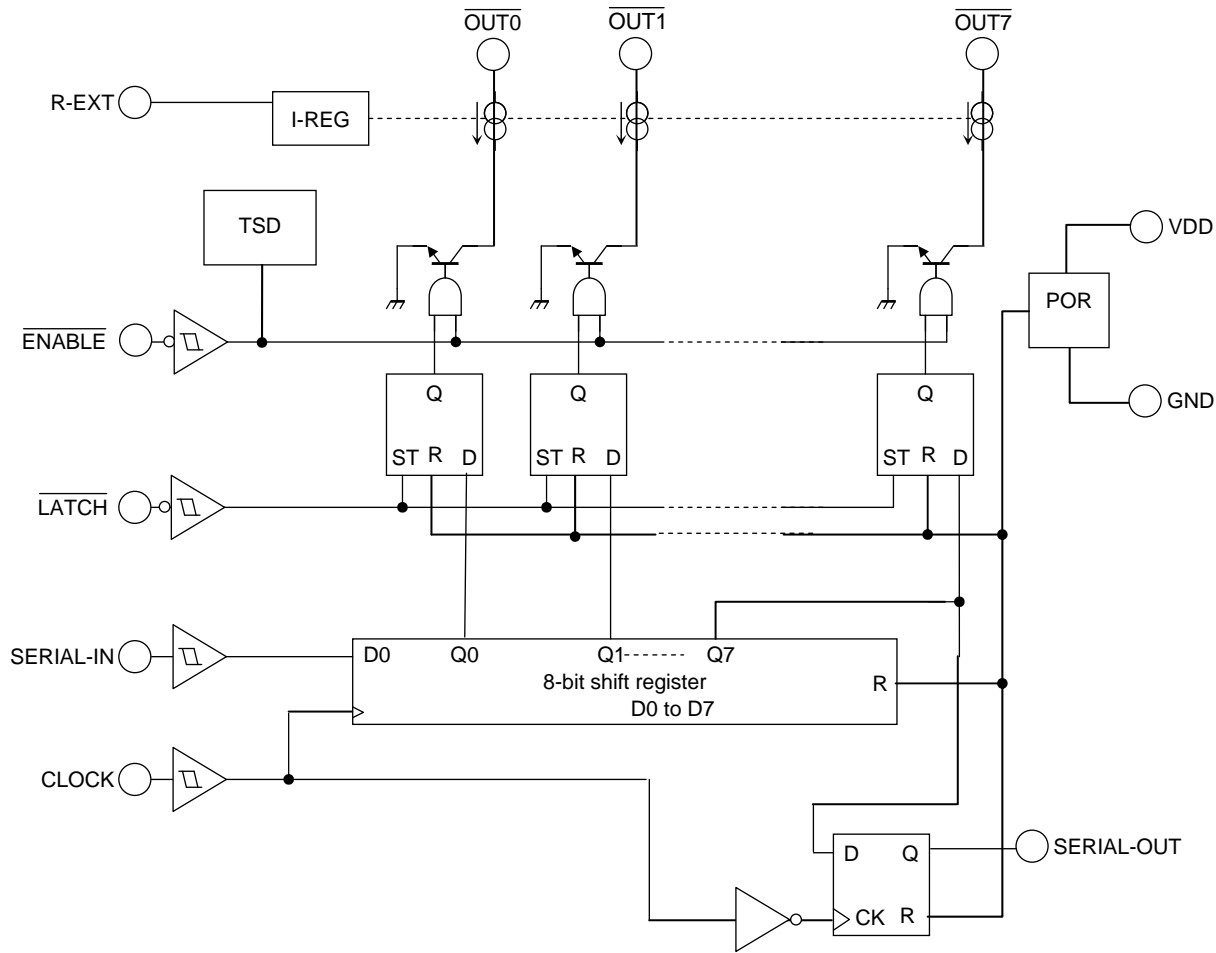 OUT0 OUT1 OUT7
R-EXT
I-REG
TSD
VDD
POR
ENABLE
GND
Q Q Q
ST R D ST R D ST R D
LATCH
SERIAL-IN
D0 Q0 Q1 Q7
8-bit shift register
R
D0 to D7
CLOCK
D Q
SERIAL-OUT
CK R